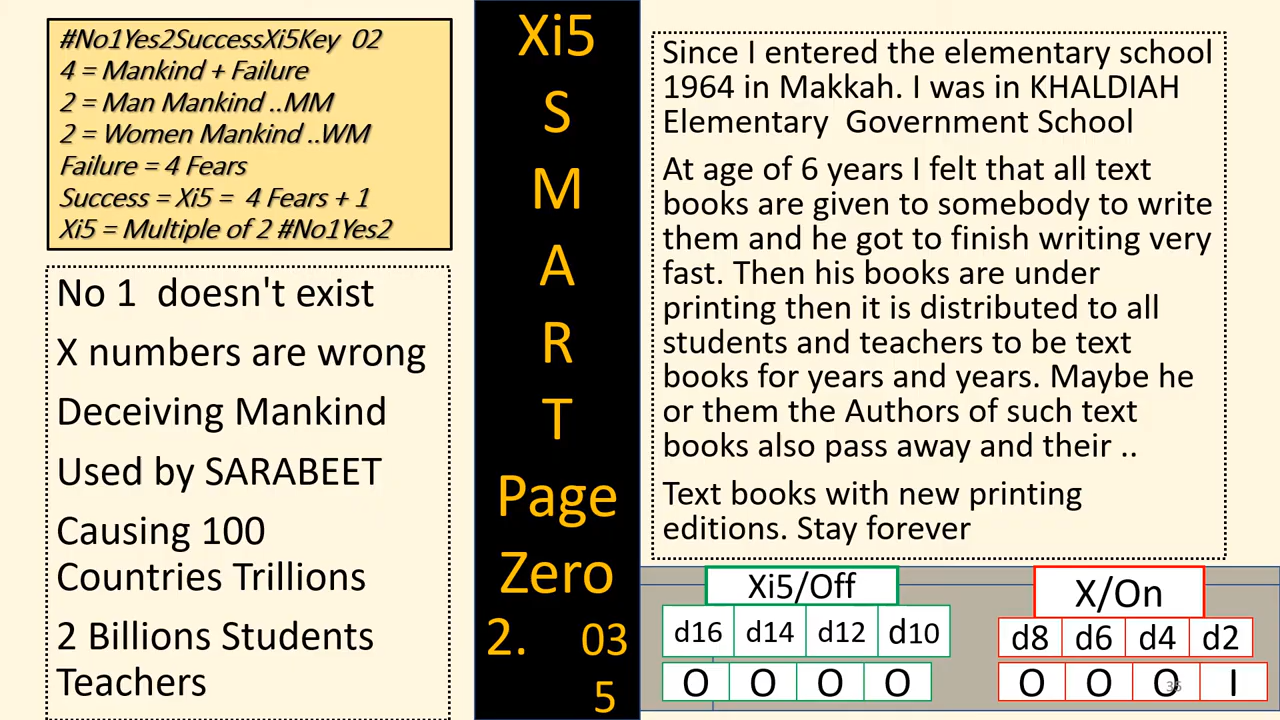 #No1Yes2SuccessXi5Key 02
4 = Mankind + Failure
2 = Man Mankind ..MM
2 = Women Mankind ..WM
Failure = 4 Fears
Success = Xi5 = 4 Fears + 1
Xi5 = Multiple of 2 #No1Yes2
No 1 doesn't exist
X numbers are wrong
Deceiving Mankind
Used by SARABEET
Causing 100
Countries Trillions
2 Billions Students
Teachers
Xi5
S
M
A
R
T
Page
Zero
2. 03
5
Since I entered the elementary school
1964 in Makkah. I was in KHALDIAH
Elementary Government School
At age of 6 years I felt that all text
books are given to somebody to write
them and he got to finish writing very
fast. Then his books are under
printing then it is distributed to all
students and teachers to be text
books for years and years. Maybe he
or them the Authors of such text
books also pass away and their ..
Text books with new printing
editions. Stay forever
Xi5/Off
d16 d14 d12 d10
O O O O
X/On
d8 d6 d4 d2
O O O I
35